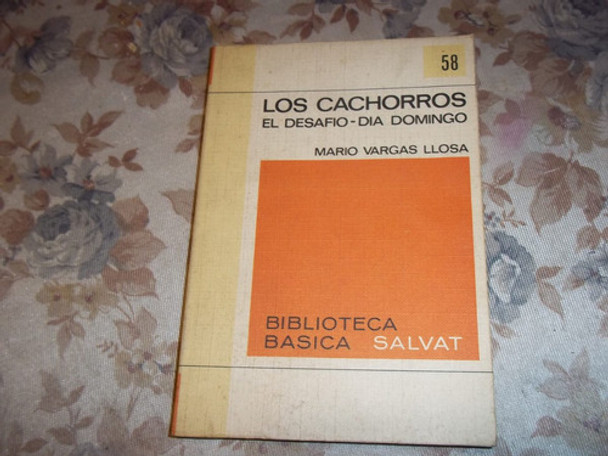 58
LOS CACHORROS
EL DESAFIO - DIA DOMINGO
MARIO VARGAS LLOSA
BIBLIOTECA
BASICA SALVAT